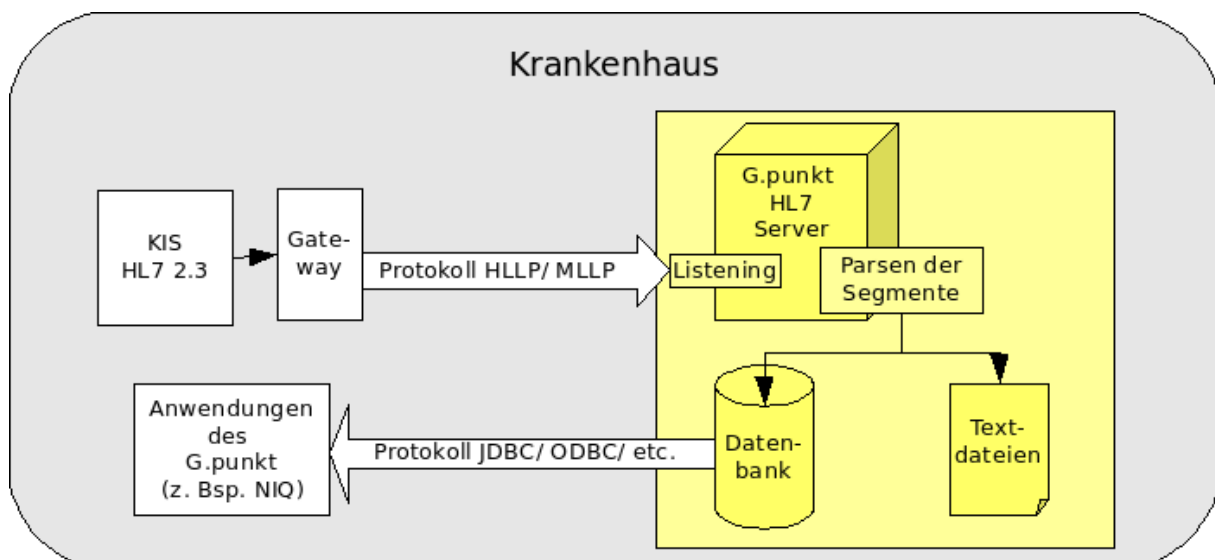 Krankenhaus
KIS
HL7 2.3
Gate-
way
Protokoll HLLP/ MLLP
Listening
G.punkt
HL7
Server
Parsen der
Segmente
Anwendungen
des
G.punkt
(z. Bsp. NIQ)
Protokoll JDBC/ ODBC/ etc.
Daten-
bank
Text-
dateien